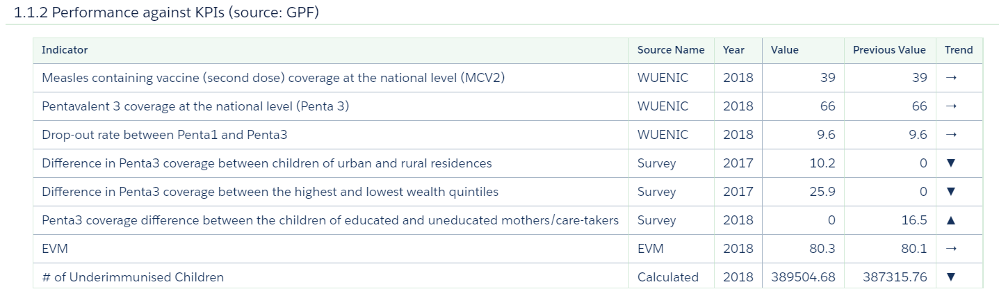 1.1.2 Performance against KPIs (source: GPF)
Indicator Source Name Year Value Previous Value Trend
Measles containing vaccine (second dose) coverage at the national level (MCV2) WUENIC 2018 39 39 →
Pentavalent 3 coverage at the national level (Penta 3) WUENIC 2018 66 66 →
Drop-out rate between Penta1 and Penta3 WUENIC 2018 9.6 9.6 →
Difference in Penta3 coverage between children of urban and rural residences Survey 2017 10.2 0 ▼
Difference in Penta3 coverage between the highest and lowest wealth quintiles Survey 2017 25.9 0 ▼
Penta3 coverage difference between the children of educated and uneducated mothers/care-takers Survey 2018 0 16.5 ▲
EVM EVM 2018 80.3 80.1 →
# of Underimmunised Children Calculated 2018 389504.68 387315.76 ▼